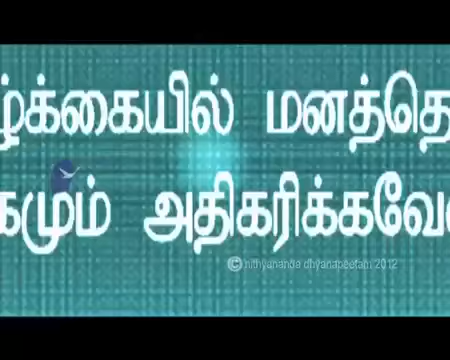 ழ்க்கையில் மனத்தெ
கமும் அதிகரிக்கவே
© nithyananda dhyanapeetam 2012